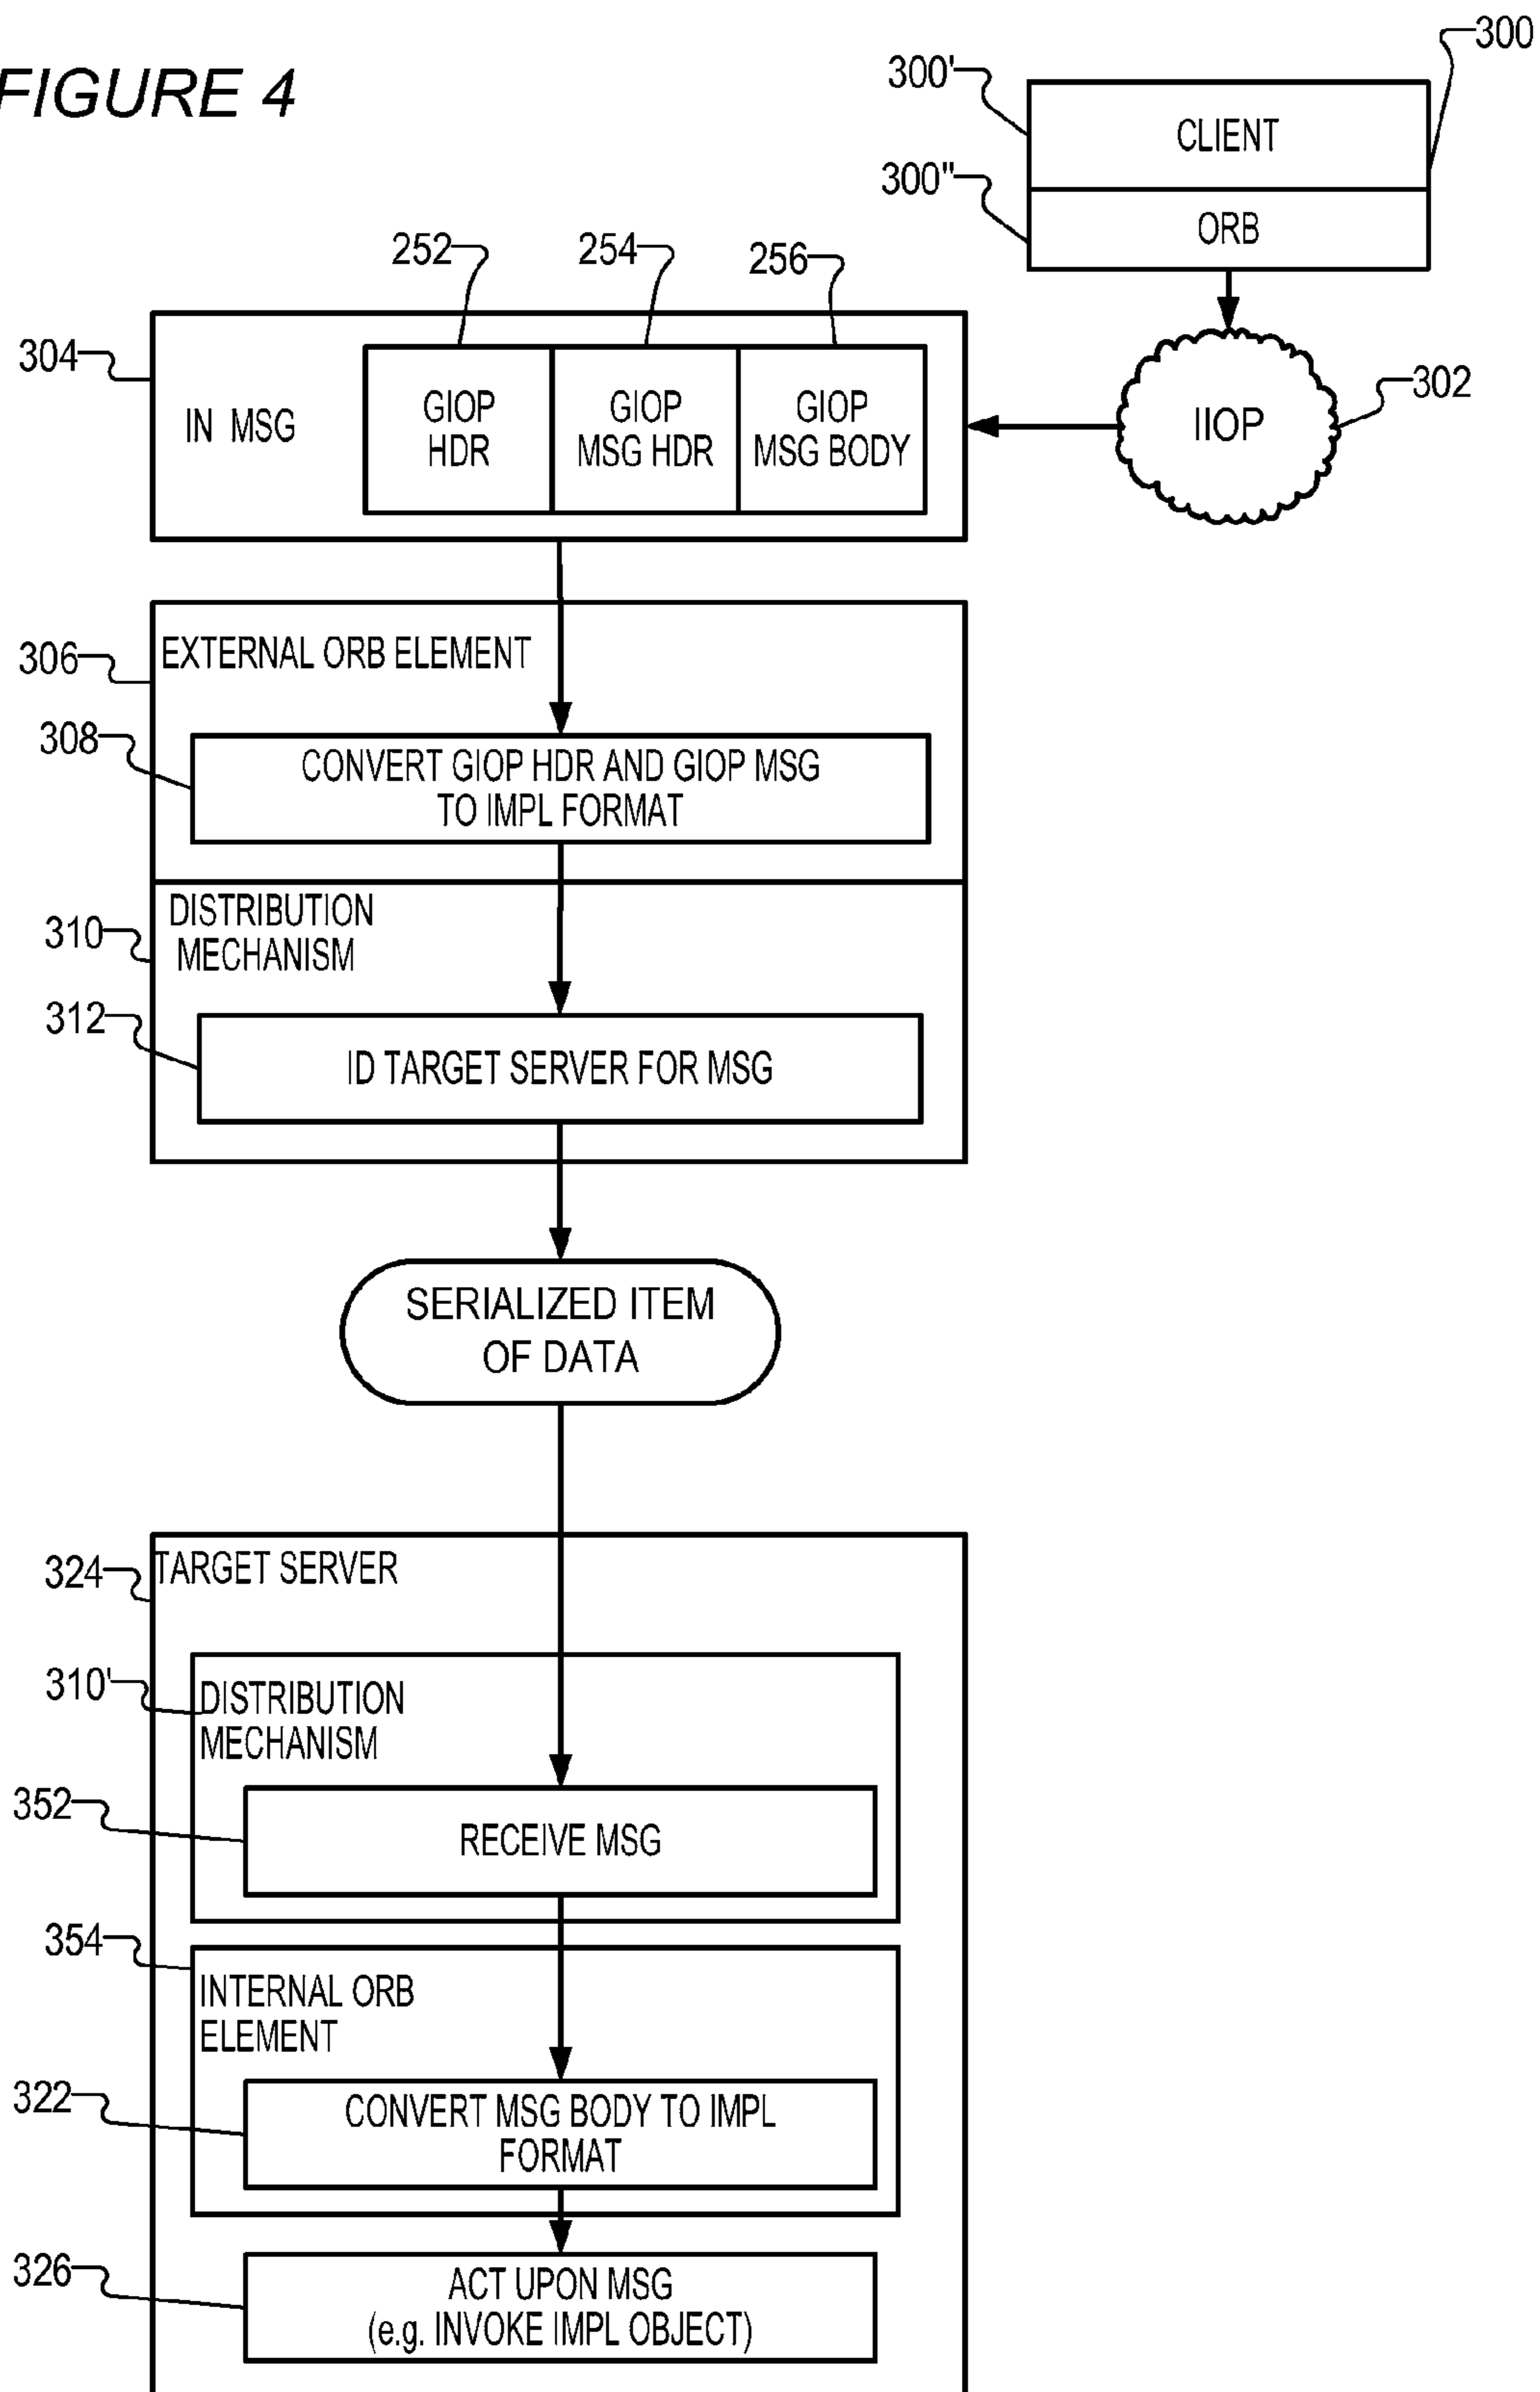 FIGURE 4
300
300'
CLIENT
300"
ORB
252
254
256
304
IN MSG
GIOP
HDR
GIOP
MSG HDR
GIOP
MSG BODY
IIOP
302
306
EXTERNAL ORB ELEMENT
308
CONVERT GIOP HDR AND GIOP MSG
TO IMPL FORMAT
310
DISTRIBUTION
MECHANISM
312
ID TARGET SERVER FOR MSG
SERIALIZED ITEM
OF DATA
324
TARGET SERVER
310'
DISTRIBUTION
MECHANISM
352
RECEIVE MSG
354
INTERNAL ORB
ELEMENT
322
CONVERT MSG BODY TO IMPL
FORMAT
326
ACT UPON MSG
(e.g. INVOKE IMPL OBJECT)